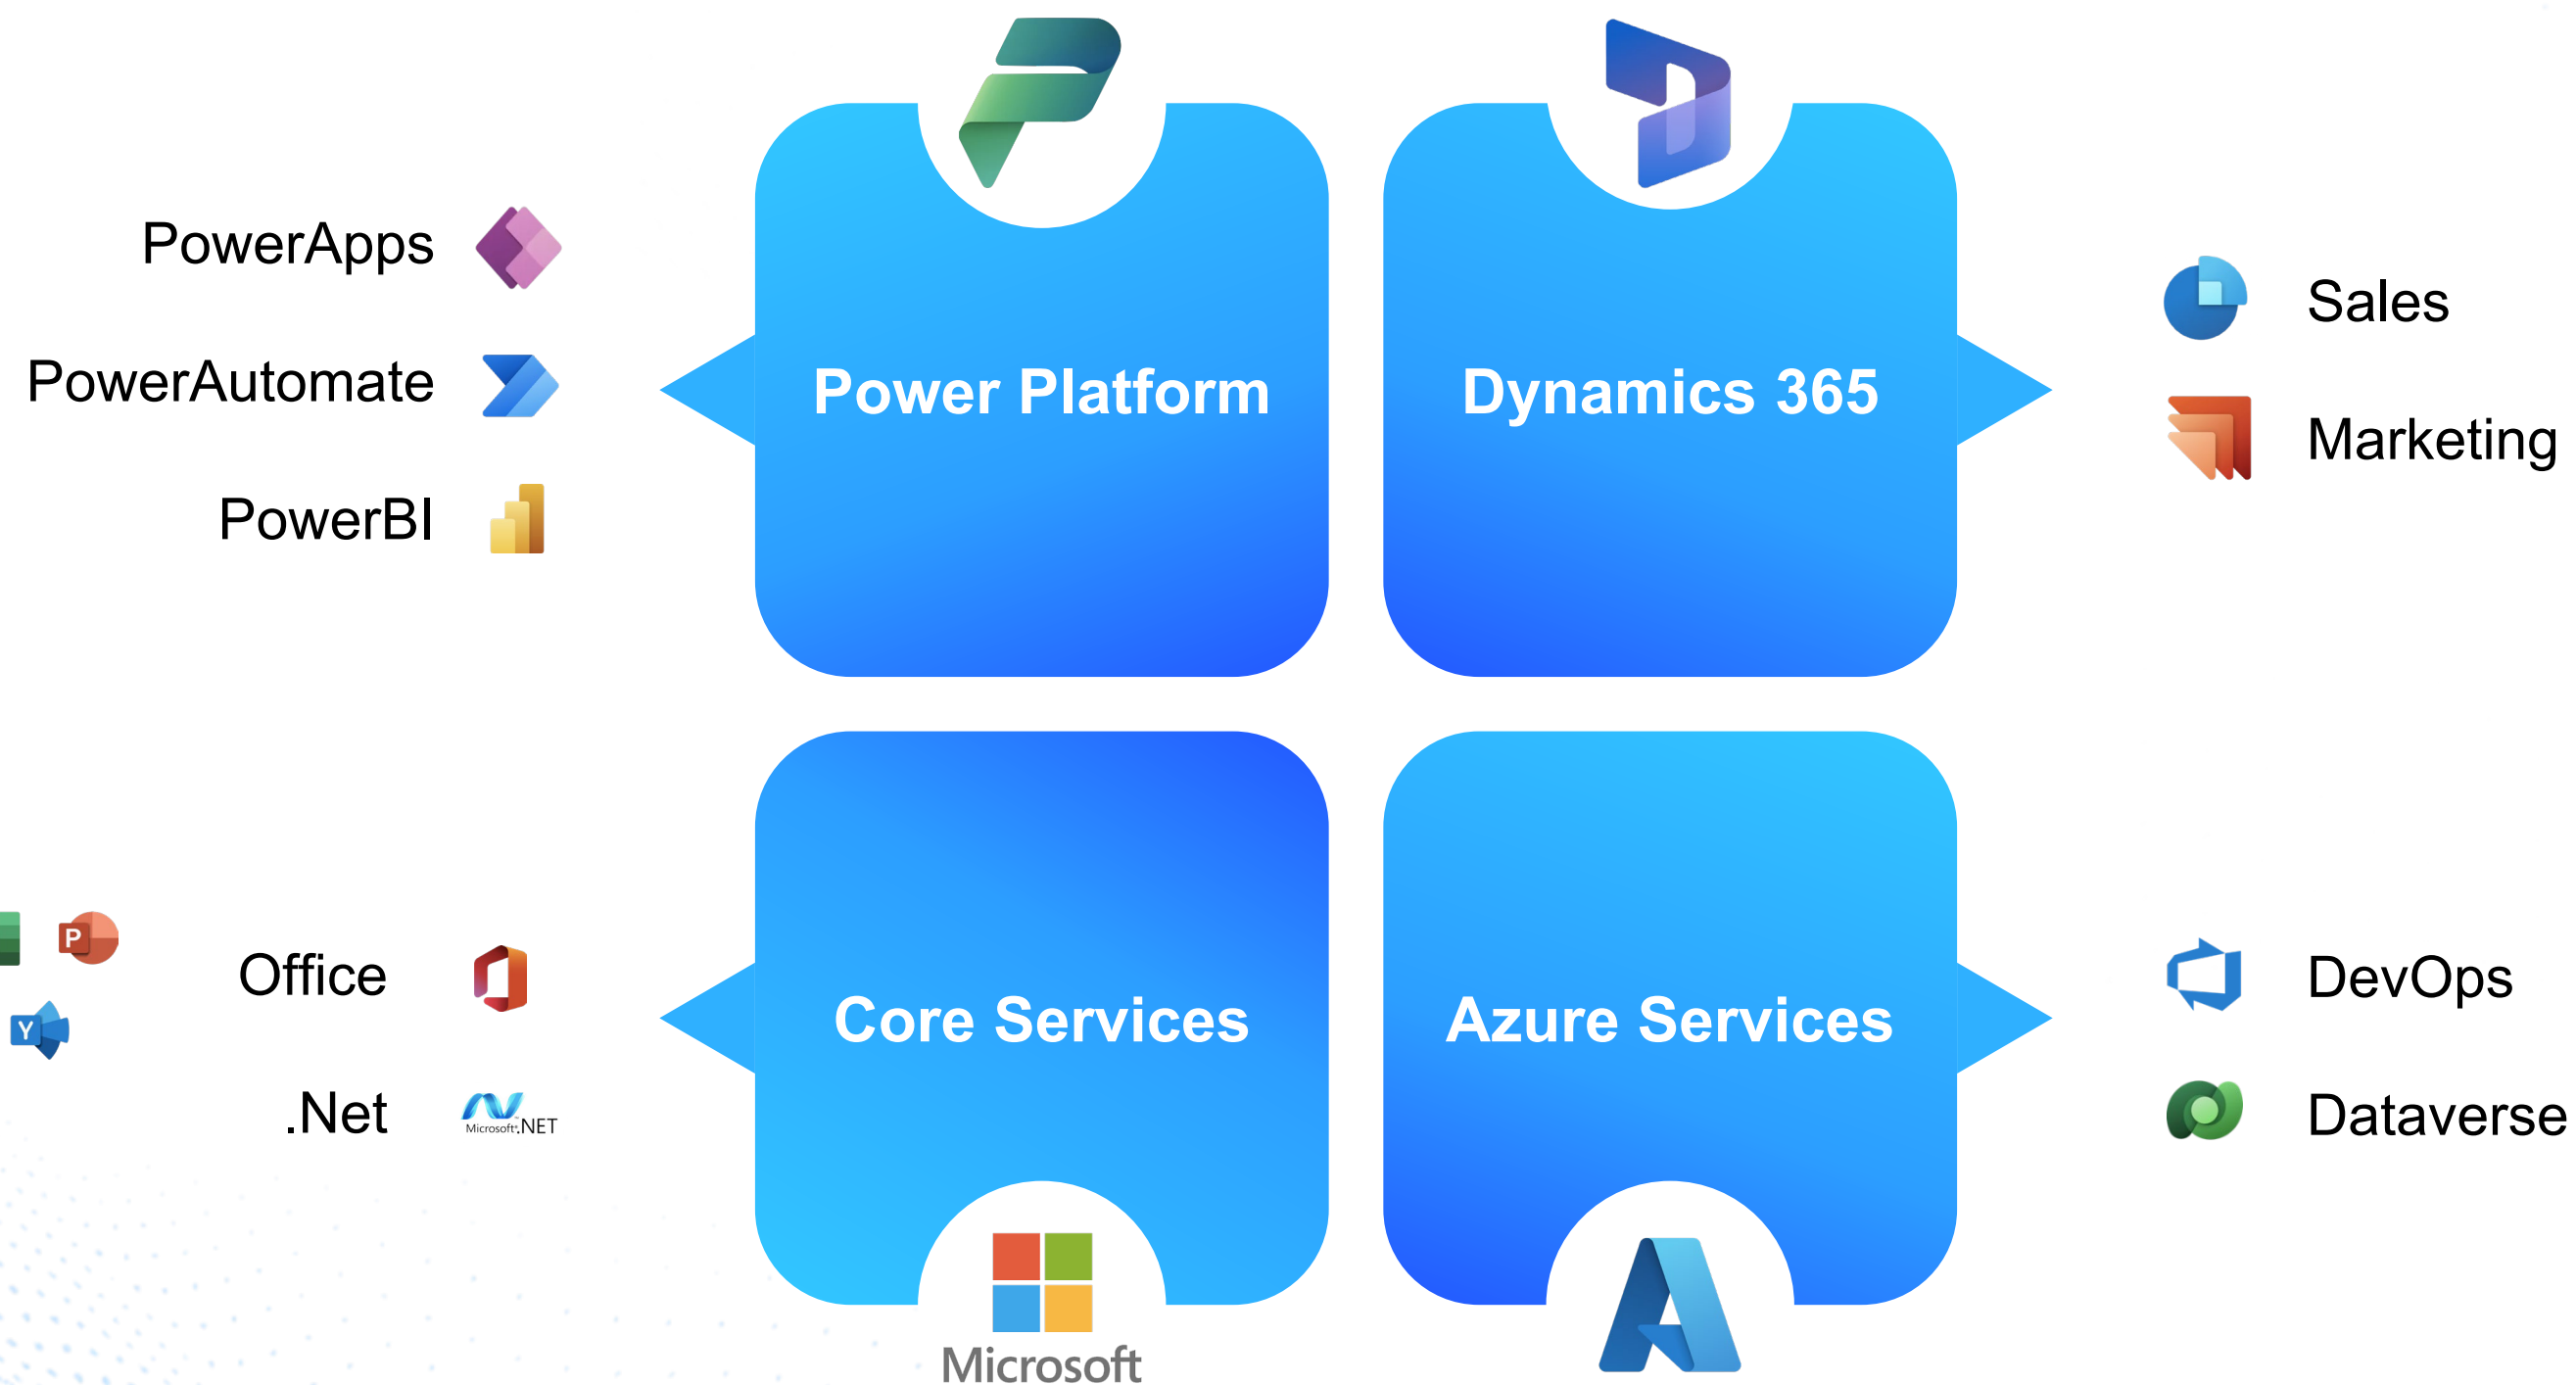 PowerApps
PowerAutomate
PowerBI
Power Platform
Dynamics 365
Sales
Marketing
P
Y
Office
.Net
Microsoft .NET
Core Services
Azure Services
DevOps
Dataverse
Microsoft